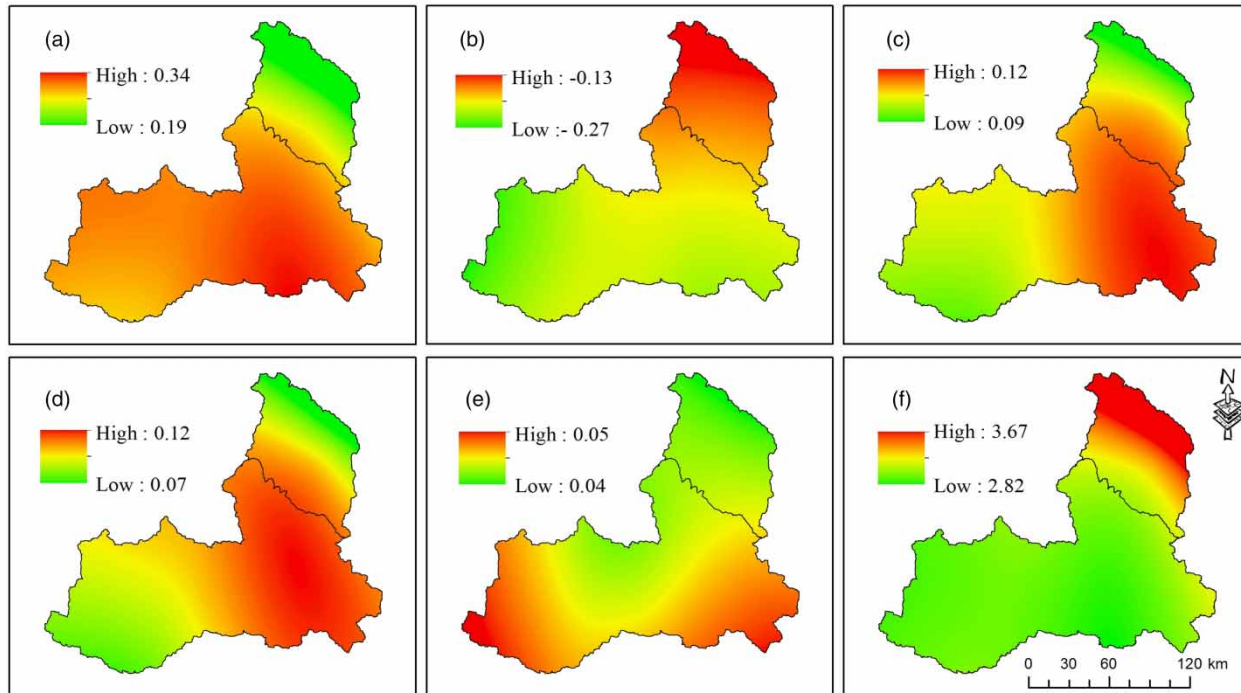 (a)
High : 0.34
Low : 0.19
(b)
High : -0.13
Low :- 0.27
(c)
High : 0.12
Low : 0.09
(d)
High : 0.12
Low : 0.07
(e)
High : 0.05
Low : 0.04
(f)
High : 3.67
Low : 2.82
N
0 30 60 120 km